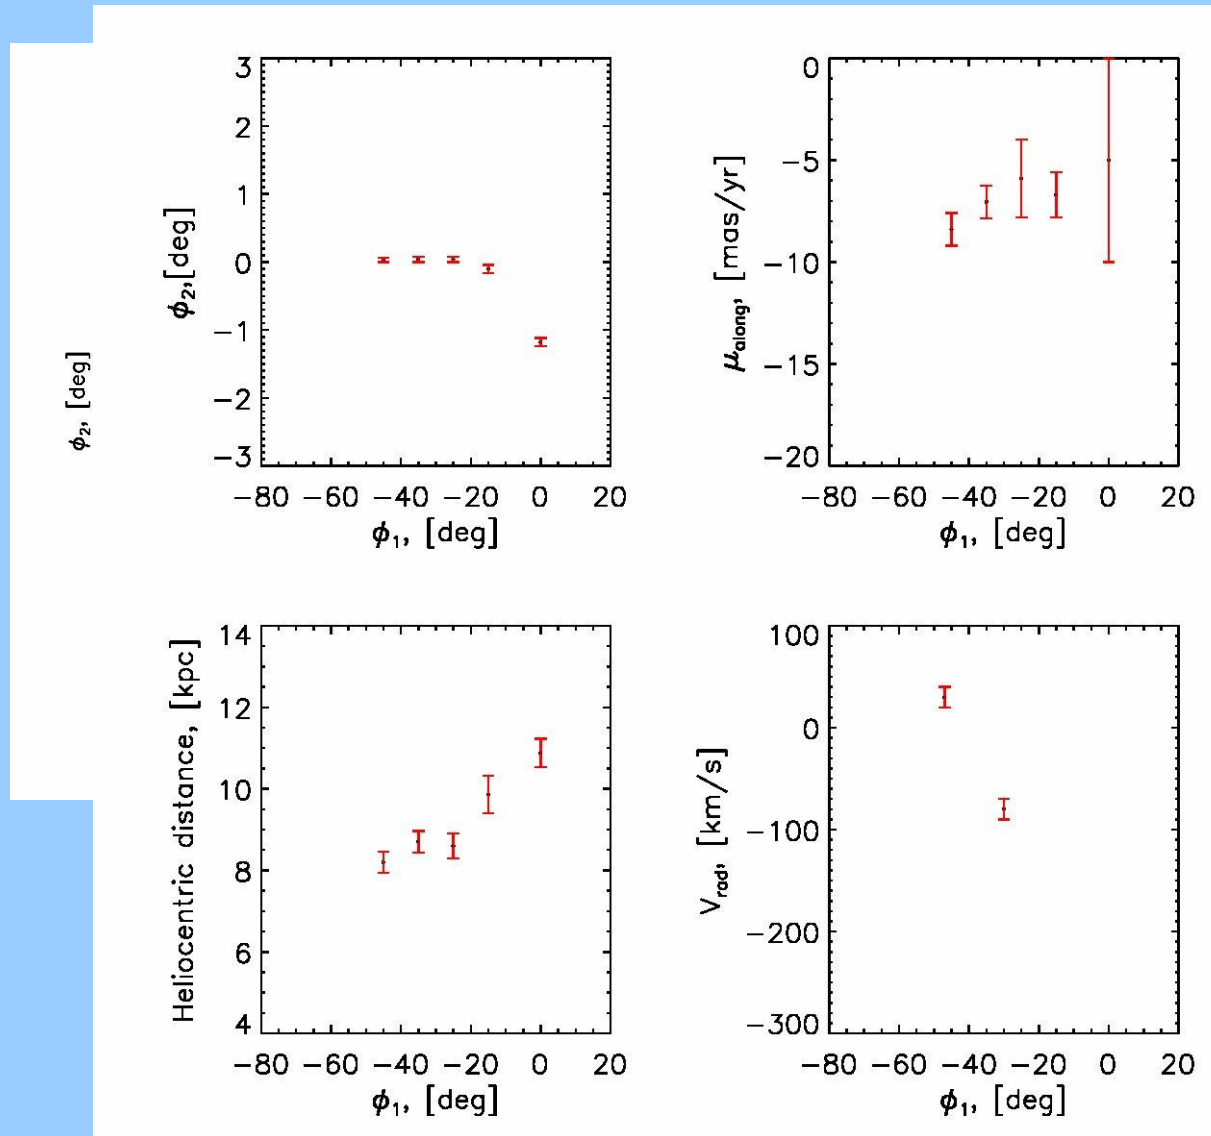 φ₂, [deg]
3
2
1
0
−1
−2
−3
φ₂,[deg]
−80 −60 −40 −20 0 20
φ₁, [deg]
0
−5
−10
−15
−20
μalong, [mas/yr]
−80 −60 −40 −20 0 20
φ₁, [deg]
14
12
10
8
6
4
Heliocentric distance, [kpc]
−80 −60 −40 −20 0 20
φ₁, [deg]
100
0
−100
−200
−300
Vrad, [km/s]
−80 −60 −40 −20 0 20
φ₁, [deg]